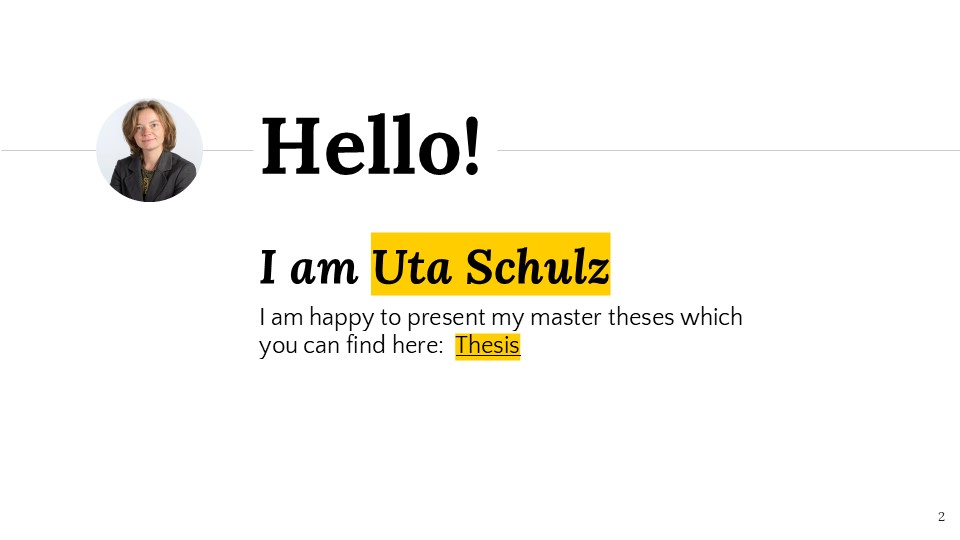 Hello!
I am Uta Schulz
I am happy to present my master theses which
you can find here: Thesis
2